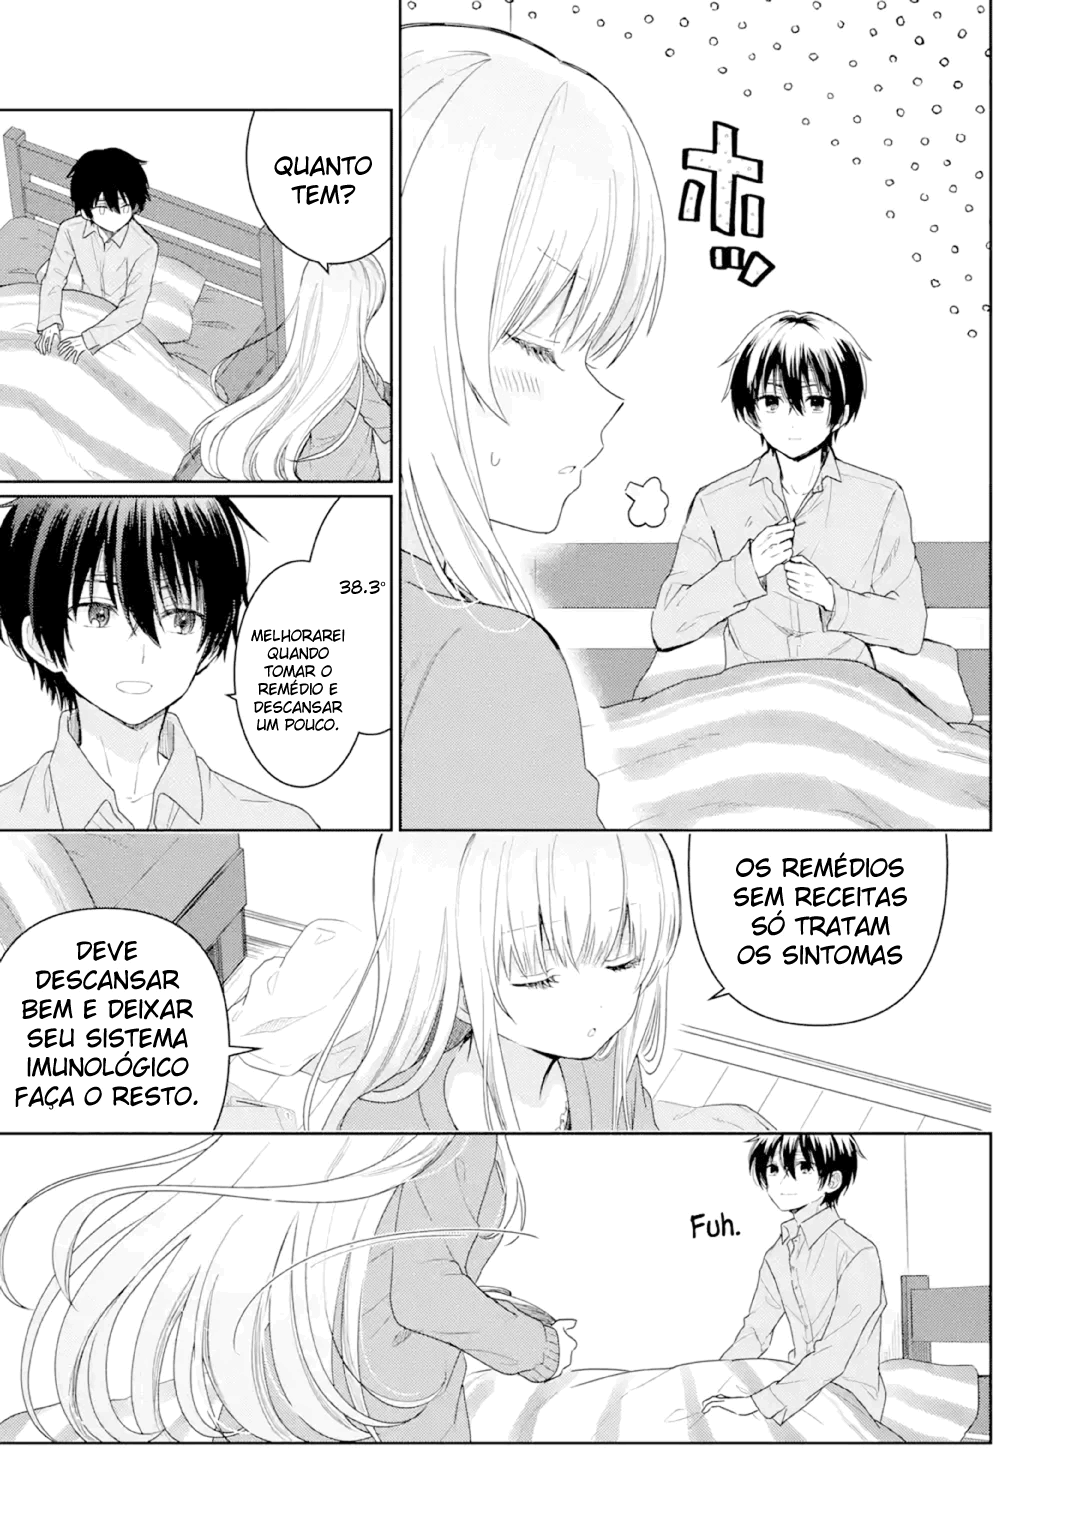 ホッ
QUANTO
TEM?
38.3°
MELHORAREI
QUANDO
TOMAR O
REMÉDIO E
DESCANSAR
UM POUCO.
OS REMÉDIOS
SEM RECEITAS
SÓ TRATAM
OS SINTOMAS
DEVE
DESCANSAR
BEM E DEIXAR
SEU SISTEMA
IMUNOLÓGICO
FAÇA O RESTO.
Fuh.